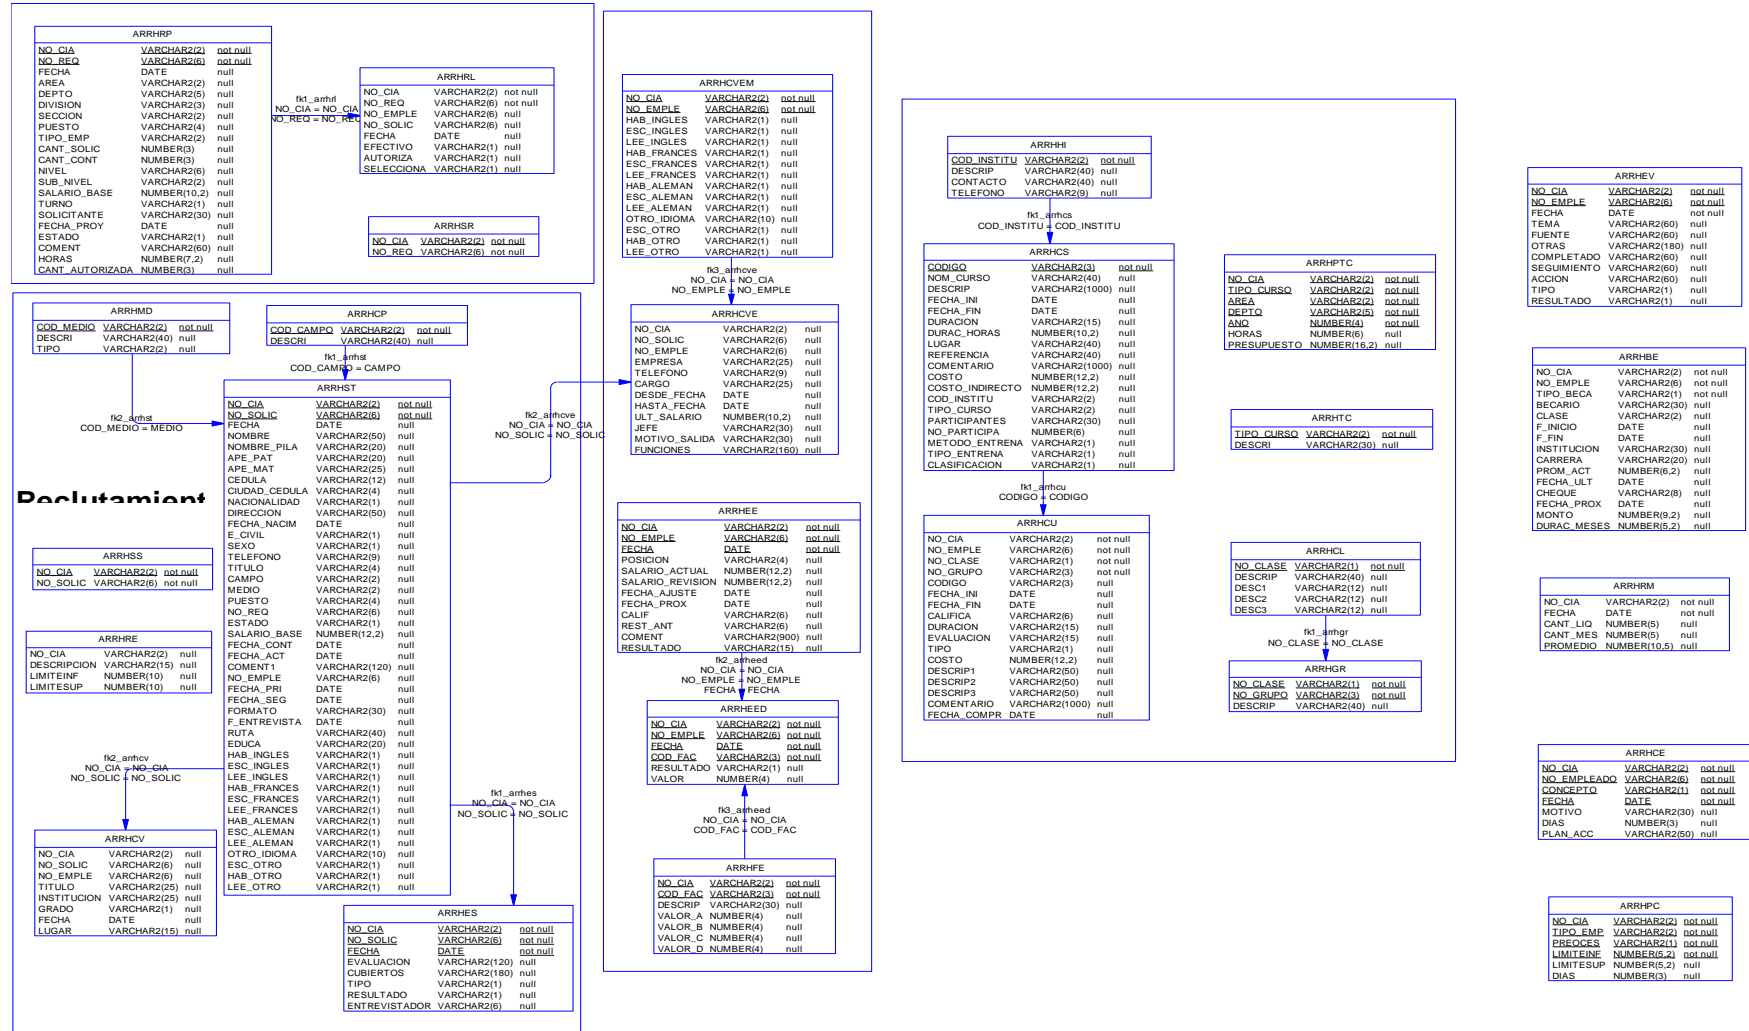 ARRHRP
NO_CIA VARCHAR2(2) not null
NO_REQ VARCHAR2(6) not null
FECHA DATE null
AREA VARCHAR2(2) null
DEPTO VARCHAR2(5) null
DIVISION VARCHAR2(3) null
SECCION VARCHAR2(2) null
PUESTO VARCHAR2(4) null
TIPO_EMP VARCHAR2(2) null
CANT_SOLIC NUMBER(3) null
CANT_CONT NUMBER(3) null
NIVEL VARCHAR2(6) null
SUB_NIVEL VARCHAR2(2) null
SALARIO_BASE NUMBER(10,2) null
TURNO VARCHAR2(1) null
SOLICITANTE VARCHAR2(30) null
FECHA_PROY DATE null
ESTADO VARCHAR2(1) null
COMENT VARCHAR2(60) null
HORAS NUMBER(7,2) null
CANT_AUTORIZADA NUMBER(3) null
fk1_arrhrl
NO_CIA = NO_CIA
NO_REQ = NO_REQ
ARRHRL
NO_CIA VARCHAR2(2) not null
NO_REQ VARCHAR2(6) not null
NO_EMPLE VARCHAR2(6) null
NO_SOLIC VARCHAR2(6) null
FECHA DATE null
EFECTIVO VARCHAR2(1) null
AUTORIZA VARCHAR2(1) null
SELECCIONA VARCHAR2(1) null
ARRHSR
NO_CIA VARCHAR2(2) not null
NO_REQ VARCHAR2(6) not null
ARRHMD
COD_MEDIO VARCHAR2(2) not null
DESCRI VARCHAR2(40) null
TIPO VARCHAR2(2) null
ARRHCP
COD_CAMPO VARCHAR2(2) not null
DESCRI VARCHAR2(40) null
fk1_arrhst
COD_CAMPO = CAMPO
fk2_arrhst
COD_MEDIO = MEDIO
ARRHST
NO_CIA VARCHAR2(2) not null
NO_SOLIC VARCHAR2(6) not null
FECHA DATE null
NOMBRE VARCHAR2(50) null
NOMBRE_PILA VARCHAR2(20) null
APE_PAT VARCHAR2(20) null
APE_MAT VARCHAR2(25) null
CEDULA VARCHAR2(12) null
CIUDAD_CEDULA VARCHAR2(4) null
NACIONALIDAD VARCHAR2(1) null
DIRECCION VARCHAR2(50) null
FECHA_NACIM DATE null
E_CIVIL VARCHAR2(1) null
SEXO VARCHAR2(1) null
TELEFONO VARCHAR2(9) null
TITULO VARCHAR2(4) null
CAMPO VARCHAR2(2) null
MEDIO VARCHAR2(2) null
PUESTO VARCHAR2(4) null
NO_REQ VARCHAR2(6) null
ESTADO VARCHAR2(1) null
SALARIO_BASE NUMBER(12,2) null
FECHA_CONT DATE null
FECHA_ACT DATE null
COMENT1 VARCHAR2(120) null
NO_EMPLE VARCHAR2(6) null
FECHA_PRI DATE null
FECHA_SEG DATE null
FORMATO VARCHAR2(30) null
F_ENTREVISTA DATE null
RUTA VARCHAR2(40) null
EDUCA VARCHAR2(20) null
HAB_INGLES VARCHAR2(1) null
ESC_INGLES VARCHAR2(1) null
LEE_INGLES VARCHAR2(1) null
HAB_FRANCES VARCHAR2(1) null
ESC_FRANCES VARCHAR2(1) null
LEE_FRANCES VARCHAR2(1) null
HAB_ALEMAN VARCHAR2(1) null
ESC_ALEMAN VARCHAR2(1) null
LEE_ALEMAN VARCHAR2(1) null
OTRO_IDIOMA VARCHAR2(10) null
ESC_OTRO VARCHAR2(1) null
HAB_OTRO VARCHAR2(1) null
LEE_OTRO VARCHAR2(1) null
Reclutamient
ARRHSS
NO_CIA VARCHAR2(2) not null
NO_SOLIC VARCHAR2(6) not null
ARRHRE
NO_CIA VARCHAR2(2) null
DESCRIPCION VARCHAR2(15) null
LIMITEINF NUMBER(10) null
LIMITESUP NUMBER(10) null
fk2_arrhcv
NO_CIA = NO_CIA
NO_SOLIC = NO_SOLIC
ARRHCV
NO_CIA VARCHAR2(2) null
NO_SOLIC VARCHAR2(6) null
NO_EMPLE VARCHAR2(6) null
TITULO VARCHAR2(25) null
INSTITUCION VARCHAR2(25) null
GRADO VARCHAR2(1) null
FECHA DATE null
LUGAR VARCHAR2(15) null
fk1_arrhes
NO_CIA = NO_CIA
NO_SOLIC = NO_SOLIC
ARRHES
NO_CIA VARCHAR2(2) not null
NO_SOLIC VARCHAR2(6) not null
FECHA DATE not null
EVALUACION VARCHAR2(120) null
CUBIERTOS VARCHAR2(180) null
TIPO VARCHAR2(1) null
RESULTADO VARCHAR2(1) null
ENTREVISTADOR VARCHAR2(6) null
fk2_arrhcve
NO_CIA = NO_CIA
NO_SOLIC = NO_SOLIC
ARRHCVEM
NO_CIA VARCHAR2(2) not null
NO_EMPLE VARCHAR2(6) not null
HAB_INGLES VARCHAR2(1) null
ESC_INGLES VARCHAR2(1) null
LEE_INGLES VARCHAR2(1) null
HAB_FRANCES VARCHAR2(1) null
ESC_FRANCES VARCHAR2(1) null
LEE_FRANCES VARCHAR2(1) null
HAB_ALEMAN VARCHAR2(1) null
ESC_ALEMAN VARCHAR2(1) null
LEE_ALEMAN VARCHAR2(1) null
OTRO_IDIOMA VARCHAR2(10) null
ESC_OTRO VARCHAR2(1) null
HAB_OTRO VARCHAR2(1) null
LEE_OTRO VARCHAR2(1) null
fk3_arrhcve
NO_CIA = NO_CIA
NO_EMPLE = NO_EMPLE
ARRHCVE
NO_CIA VARCHAR2(2) null
NO_SOLIC VARCHAR2(6) null
NO_EMPLE VARCHAR2(6) null
EMPRESA VARCHAR2(25) null
TELEFONO VARCHAR2(9) null
CARGO VARCHAR2(25) null
DESDE_FECHA DATE null
HASTA_FECHA DATE null
ULT_SALARIO NUMBER(10,2) null
JEFE VARCHAR2(30) null
MOTIVO_SALIDA VARCHAR2(30) null
FUNCIONES VARCHAR2(160) null
ARRHEE
NO_CIA VARCHAR2(2) not null
NO_EMPLE VARCHAR2(6) not null
FECHA DATE not null
POSICION VARCHAR2(4) null
SALARIO_ACTUAL NUMBER(12,2) null
SALARIO_REVISION NUMBER(12,2) null
FECHA_AJUSTE DATE null
FECHA_PROX DATE null
CALIF VARCHAR2(6) null
REST_ANT VARCHAR2(6) null
COMENT VARCHAR2(900) null
RESULTADO VARCHAR2(15) null
fk2_arrheed
NO_CIA = NO_CIA
NO_EMPLE = NO_EMPLE
FECHA = FECHA
ARRHEED
NO_CIA VARCHAR2(2) not null
NO_EMPLE VARCHAR2(6) not null
FECHA DATE not null
COD_FAC VARCHAR2(3) not null
RESULTADO VARCHAR2(1) null
VALOR NUMBER(4) null
fk3_arrheed
NO_CIA = NO_CIA
COD_FAC = COD_FAC
ARRHFE
NO_CIA VARCHAR2(2) not null
COD_FAC VARCHAR2(3) not null
DESCRIP VARCHAR2(30) null
VALOR_A NUMBER(4) null
VALOR_B NUMBER(4) null
VALOR_C NUMBER(4) null
VALOR_D NUMBER(4) null
ARRHHI
COD_INSTITU VARCHAR2(2) not null
DESCRIP VARCHAR2(40) null
CONTACTO VARCHAR2(40) null
TELEFONO VARCHAR2(9) null
fk1_arrhcs
COD_INSTITU = COD_INSTITU
ARRHCS
CODIGO VARCHAR2(3) not null
NOM_CURSO VARCHAR2(40) null
DESCRIP VARCHAR2(1000) null
FECHA_INI DATE null
FECHA_FIN DATE null
DURACION VARCHAR2(15) null
DURAC_HORAS NUMBER(10,2) null
LUGAR VARCHAR2(40) null
REFERENCIA VARCHAR2(40) null
COMENTARIO VARCHAR2(1000) null
COSTO NUMBER(12,2) null
COSTO_INDIRECTO NUMBER(12,2) null
COD_INSTITU VARCHAR2(2) null
TIPO_CURSO VARCHAR2(2) null
PARTICIPANTES VARCHAR2(30) null
NO_PARTICIPA NUMBER(6) null
METODO_ENTRENA VARCHAR2(1) null
TIPO_ENTRENA VARCHAR2(1) null
CLASIFICACION VARCHAR2(1) null
fk1_arrhcu
CODIGO = CODIGO
ARRHCU
NO_CIA VARCHAR2(2) not null
NO_EMPLE VARCHAR2(6) not null
NO_CLASE VARCHAR2(1) not null
NO_GRUPO VARCHAR2(3) not null
CODIGO VARCHAR2(3) null
FECHA_INI DATE null
FECHA_FIN DATE null
CALIFICA VARCHAR2(6) null
DURACION VARCHAR2(15) null
EVALUACION VARCHAR2(15) null
TIPO VARCHAR2(1) null
COSTO NUMBER(12,2) null
DESCRIP1 VARCHAR2(50) null
DESCRIP2 VARCHAR2(50) null
DESCRIP3 VARCHAR2(50) null
COMENTARIO VARCHAR2(1000) null
FECHA_COMPR DATE null
ARRHPTC
NO_CIA VARCHAR2(2) not null
TIPO_CURSO VARCHAR2(2) not null
AREA VARCHAR2(2) not null
DEPTO VARCHAR2(5) not null
ANO NUMBER(4) not null
HORAS NUMBER(6) null
PRESUPUESTO NUMBER(16,2) null
ARRHTC
TIPO_CURSO VARCHAR2(2) not null
DESCRI VARCHAR2(30) null
ARRHCL
NO_CLASE VARCHAR2(1) not null
DESCRIP VARCHAR2(40) null
DESC1 VARCHAR2(12) null
DESC2 VARCHAR2(12) null
DESC3 VARCHAR2(12) null
fk1_arrhgr
NO_CLASE = NO_CLASE
ARRHGR
NO_CLASE VARCHAR2(1) not null
NO_GRUPO VARCHAR2(3) not null
DESCRIP VARCHAR2(40) null
ARRHEV
NO_CIA VARCHAR2(2) not null
NO_EMPLE VARCHAR2(6) not null
FECHA DATE not null
TEMA VARCHAR2(60) null
FUENTE VARCHAR2(60) null
OTRAS VARCHAR2(180) null
COMPLETADO VARCHAR2(60) null
SEGUIMIENTO VARCHAR2(60) null
ACCION VARCHAR2(60) null
TIPO VARCHAR2(1) null
RESULTADO VARCHAR2(1) null
ARRHBE
NO_CIA VARCHAR2(2) not null
NO_EMPLE VARCHAR2(6) not null
TIPO_BECA VARCHAR2(1) not null
BECARIO VARCHAR2(30) null
CLASE VARCHAR2(2) null
F_INICIO DATE null
F_FIN DATE null
INSTITUCION VARCHAR2(30) null
CARRERA VARCHAR2(20) null
PROM_ACT NUMBER(6,2) null
FECHA_ULT DATE null
CHEQUE VARCHAR2(8) null
FECHA_PROX DATE null
MONTO NUMBER(9,2) null
DURAC_MESES NUMBER(5,2) null
ARRHRM
NO_CIA VARCHAR2(2) not null
FECHA DATE not null
CANT_LIQ NUMBER(5) null
CANT_MES NUMBER(5) null
PROMEDIO NUMBER(10,5) null
ARRHCE
NO_CIA VARCHAR2(2) not null
NO_EMPLEADO VARCHAR2(6) not null
CONCEPTO VARCHAR2(1) not null
FECHA DATE not null
MOTIVO VARCHAR2(30) null
DIAS NUMBER(3) null
PLAN_ACC VARCHAR2(50) null
ARRHPC
NO_CIA VARCHAR2(2) not null
TIPO_EMP VARCHAR2(2) not null
PREOCES VARCHAR2(1) not null
LIMITEINF NUMBER(5,2) not null
LIMITESUP NUMBER(5,2) null
DIAS NUMBER(3) null